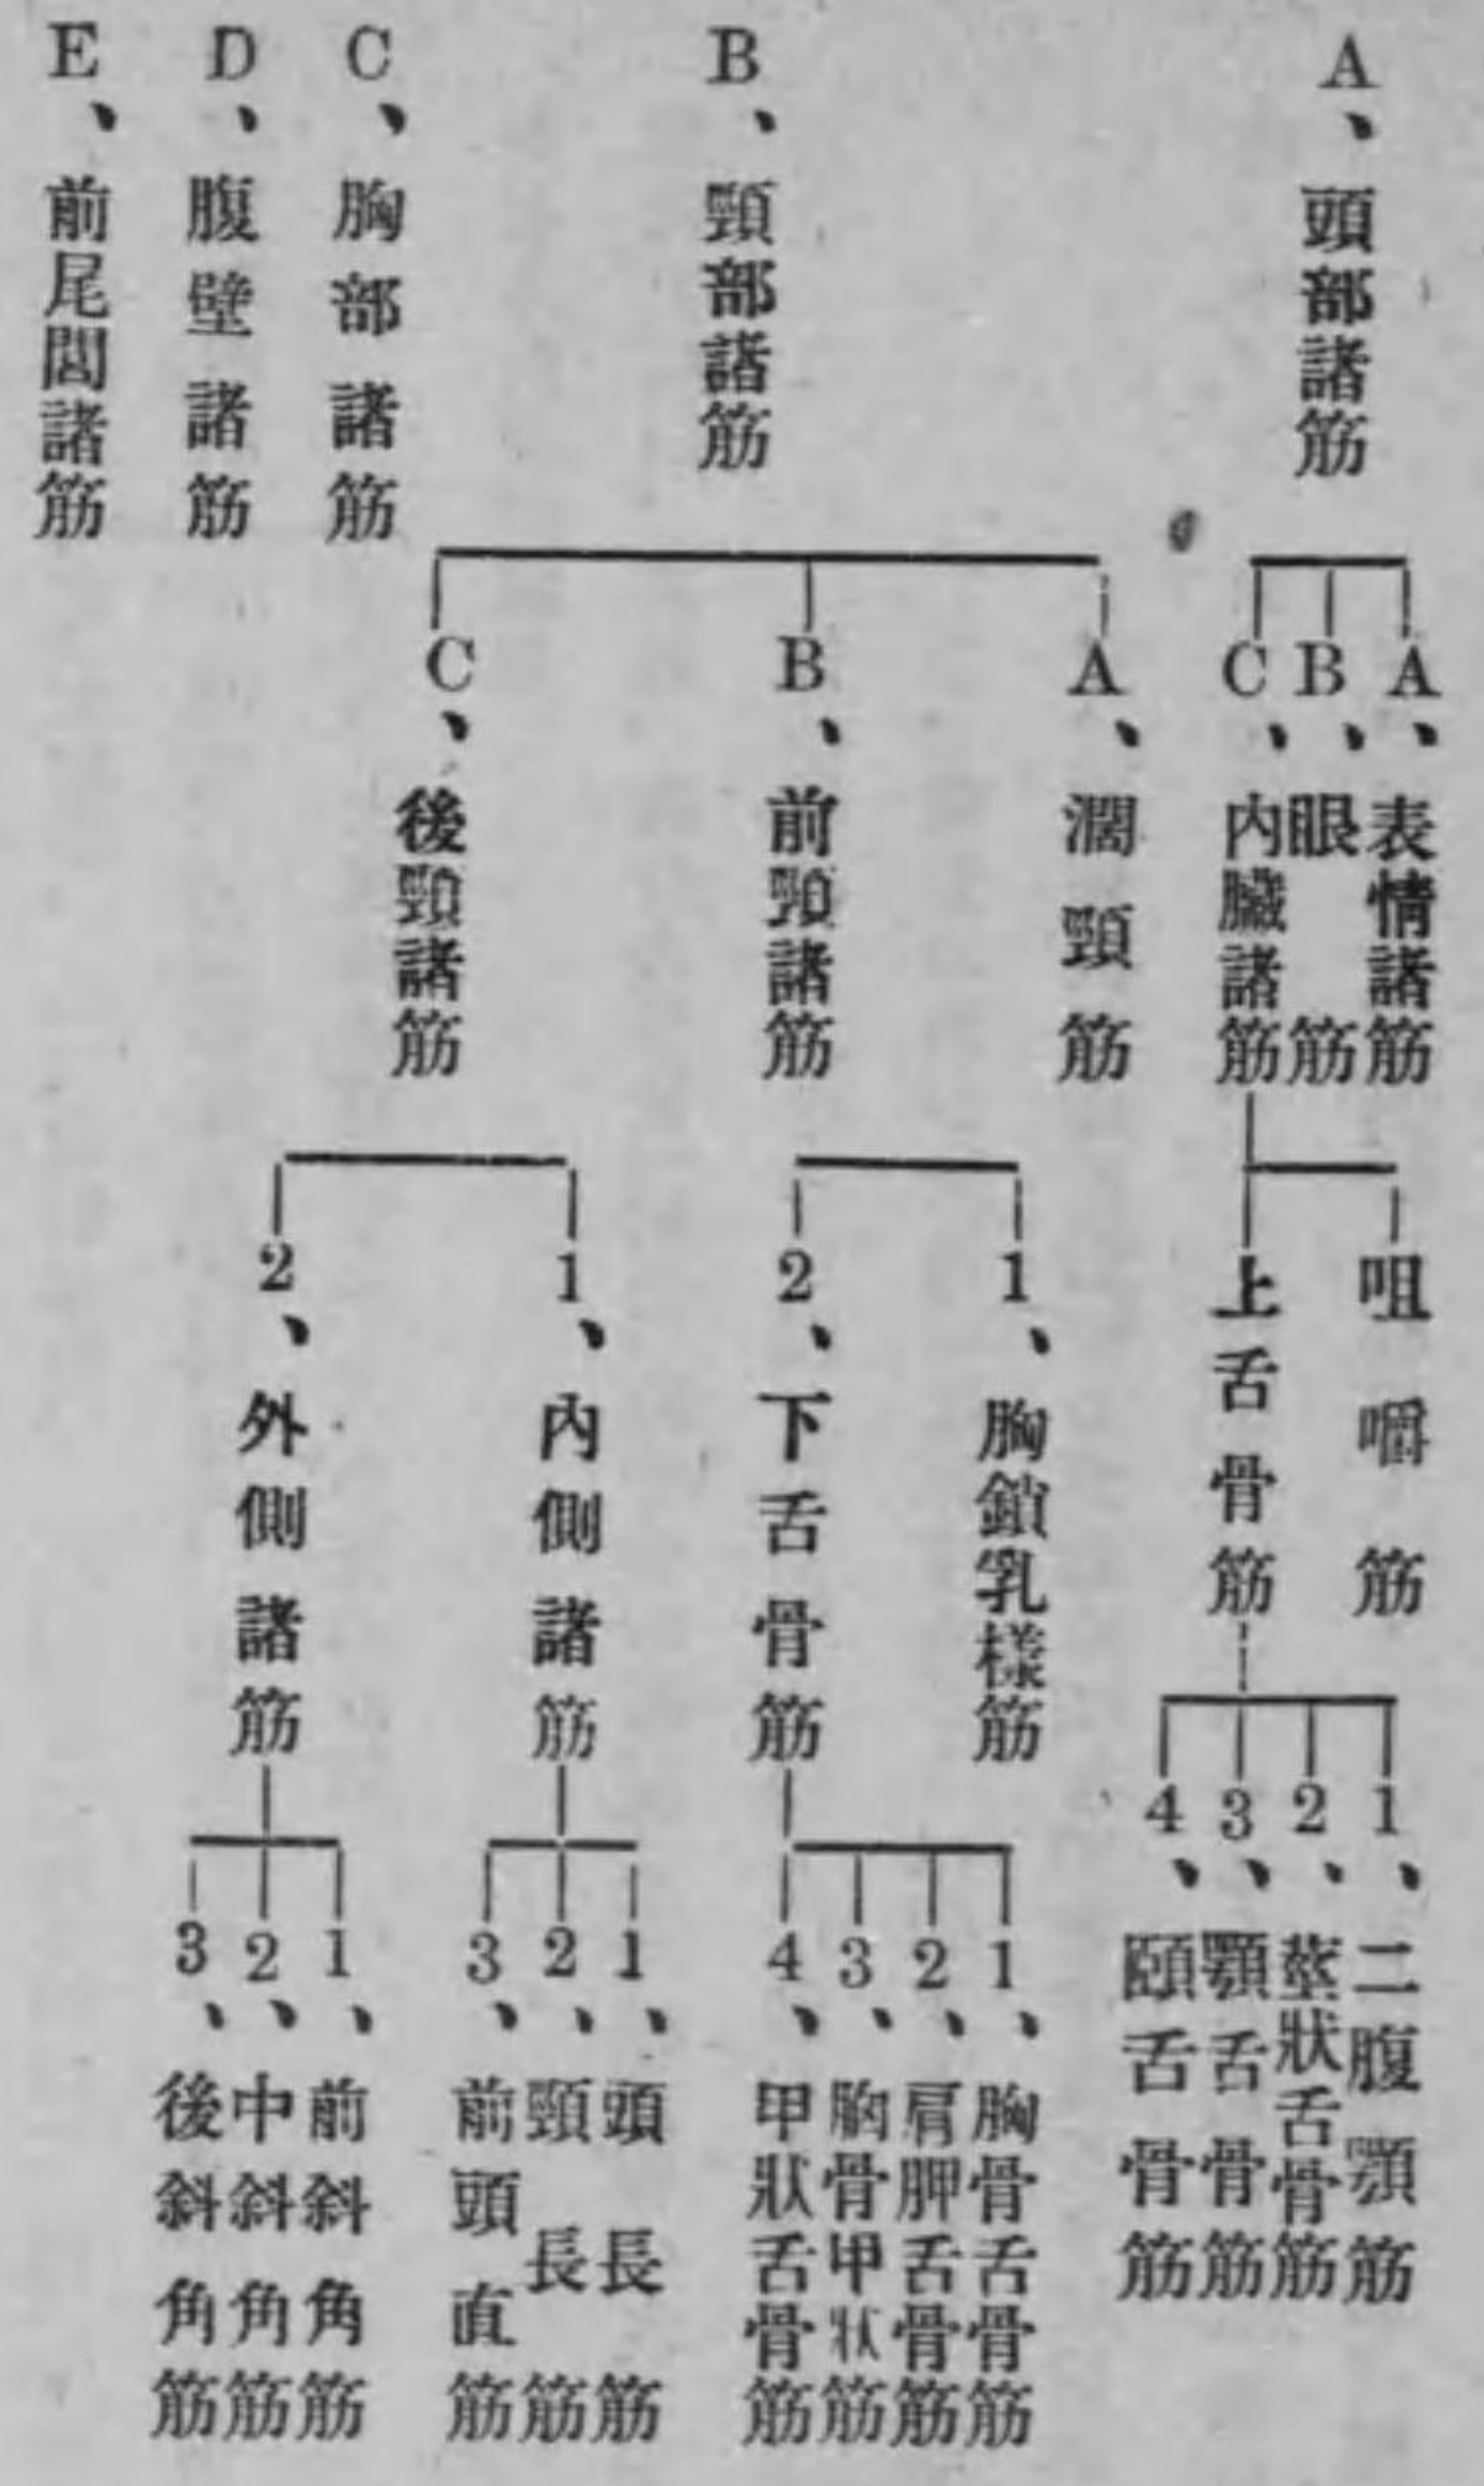 A、頭部諸筋
A、表情諸筋
B、眼筋
C、內臟諸筋
咀嚼筋
上舌骨筋
1、二腹顎筋
2、莖狀舌骨筋
3、顎舌骨筋
4、頤舌骨筋
B、頸部諸筋
A、濶頸筋
B、前頸諸筋
1、胸鎖乳樣筋
2、下舌骨筋
1、胸骨舌骨筋
2、肩胛舌骨筋
3、胸骨甲狀筋
4、甲狀舌骨筋
C、後頸諸筋
1、內側諸筋
1、頭長筋
2、頸長筋
3、前頭直筋
2、外側諸筋
1、前斜角筋
2、中斜角筋
3、後斜角筋
C、胸部諸筋
D、腹壁諸筋
E、前尾閭諸筋